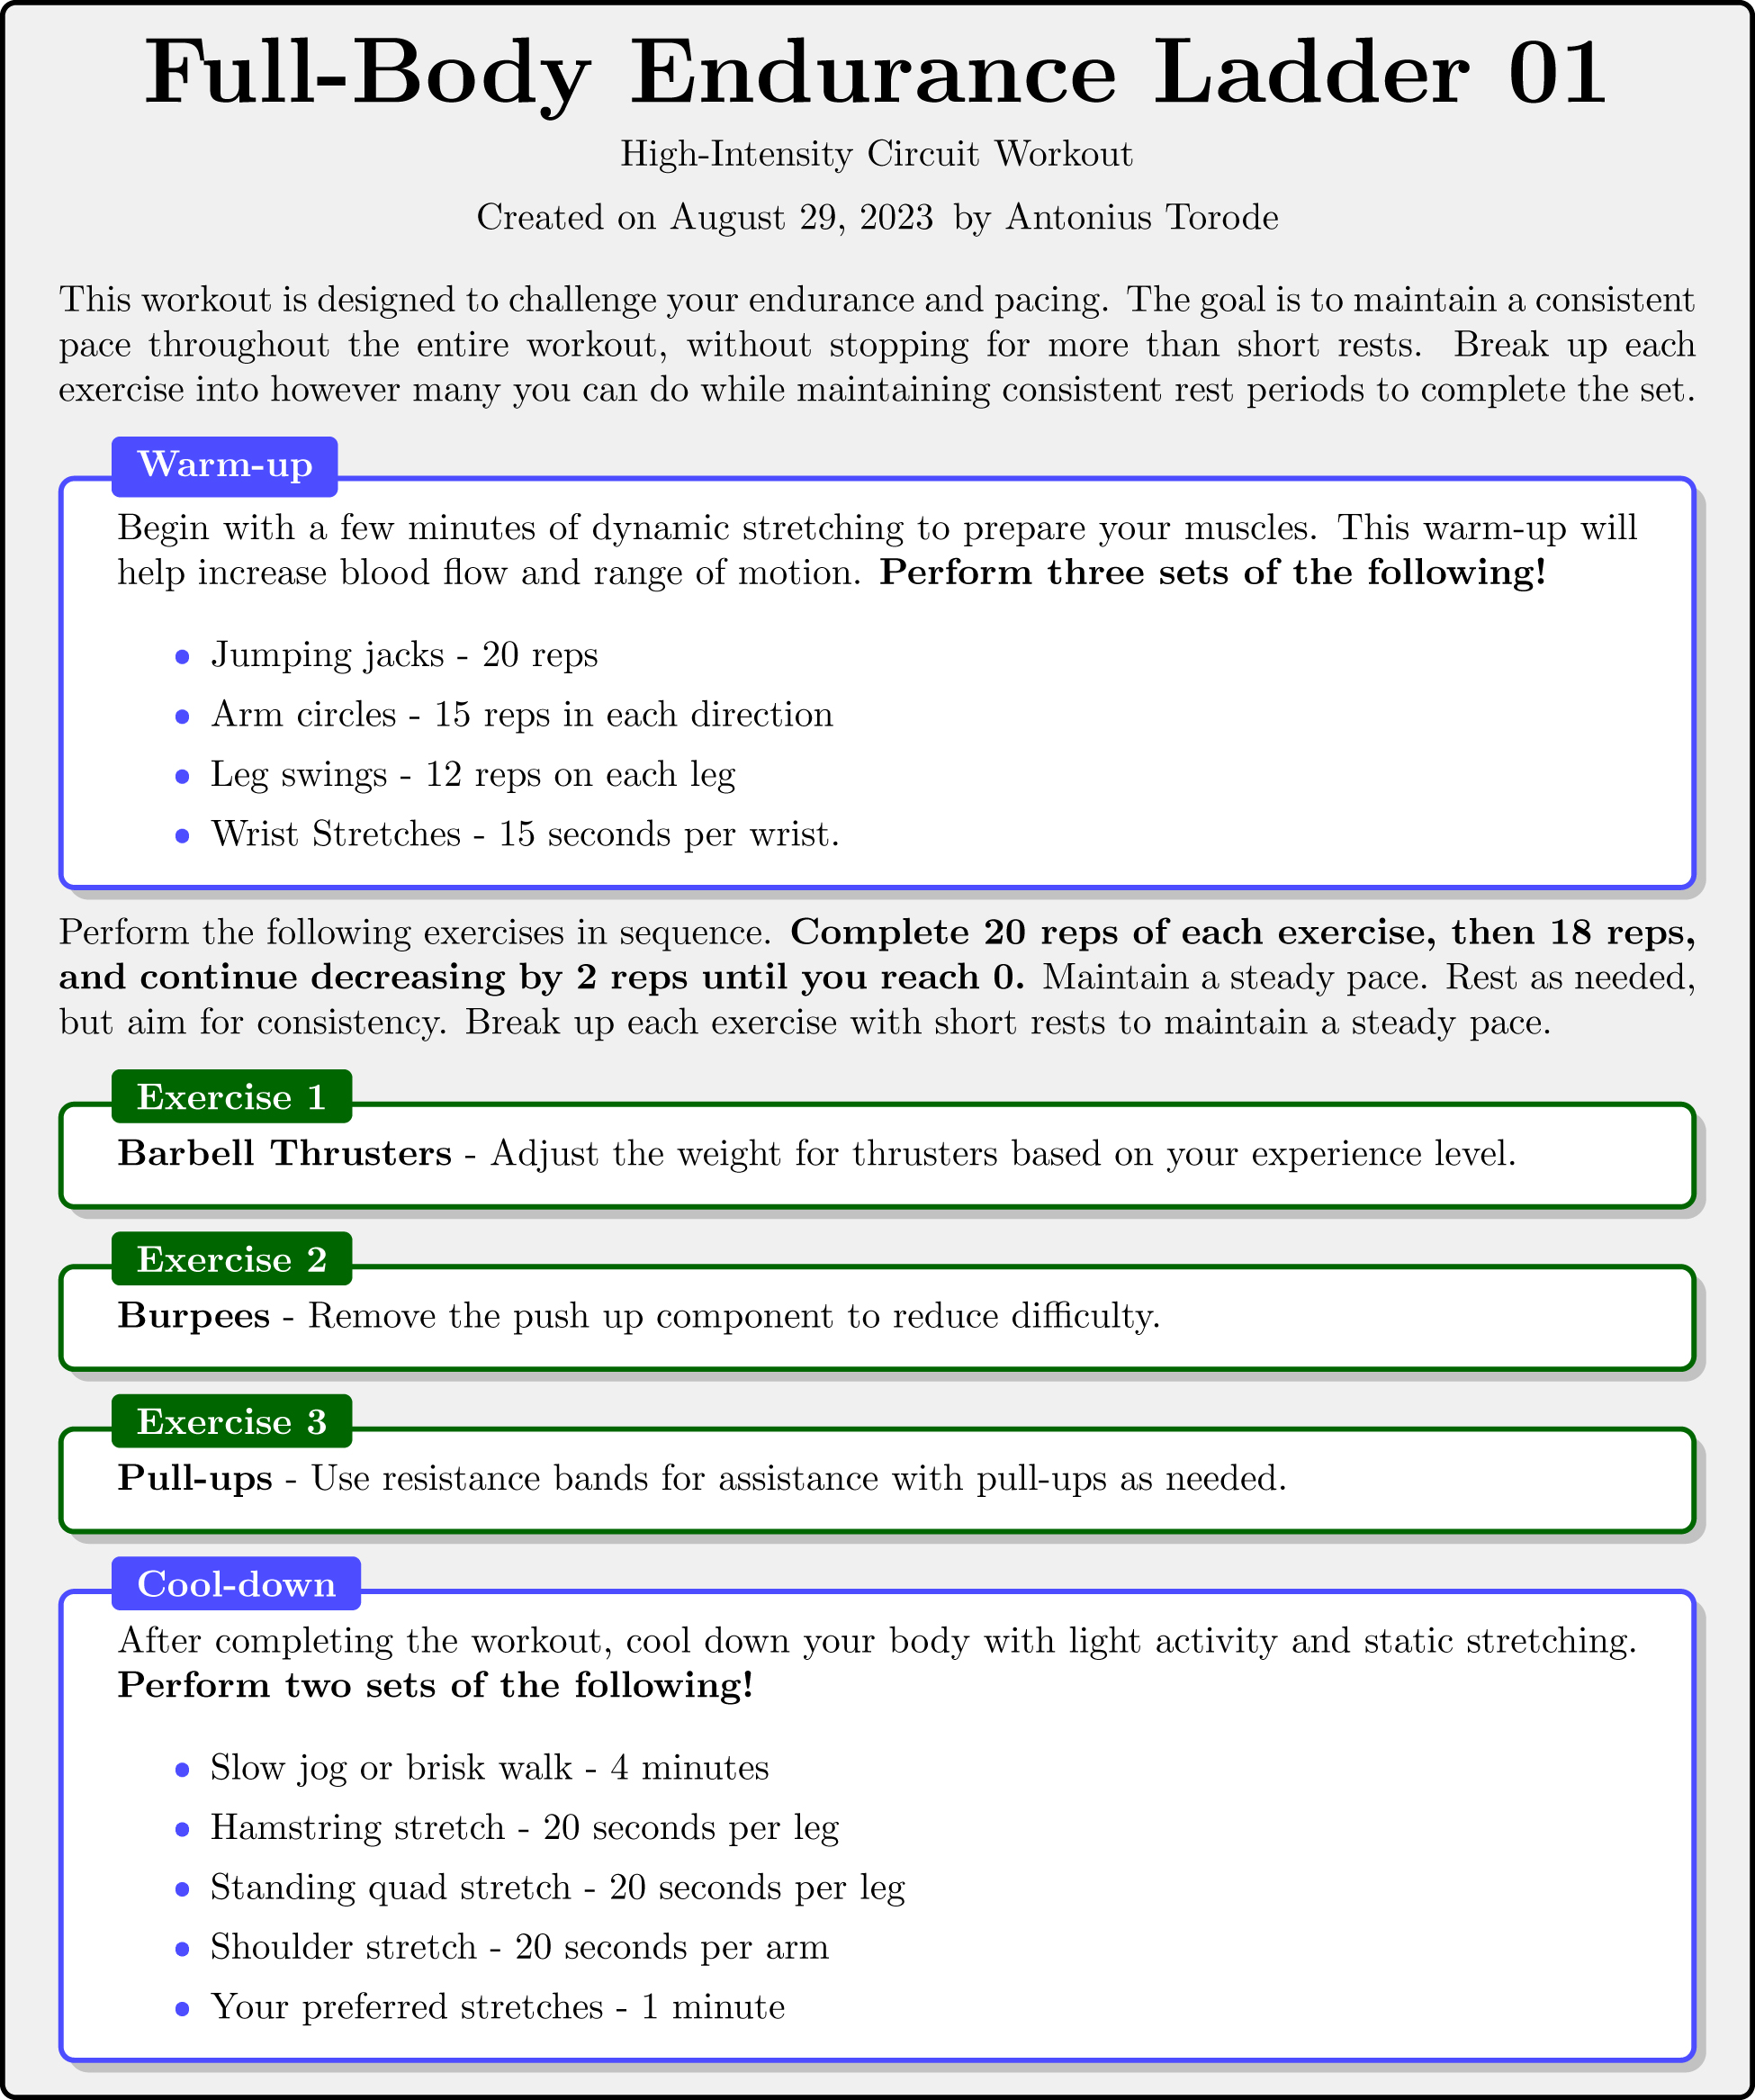 Full-Body Endurance Ladder 01
High-Intensity Circuit Workout
Created on August 29, 2023 by Antonius Torode
This workout is designed to challenge your endurance and pacing. The goal is to maintain a consistent
pace throughout the entire workout, without stopping for more than short rests. Break up each
exercise into however many you can do while maintaining consistent rest periods to complete the set.
Warm-up
Begin with a few minutes of dynamic stretching to prepare your muscles. This warm-up will
help increase blood flow and range of motion. Perform three sets of the following!
• Jumping jacks - 20 reps
• Arm circles - 15 reps in each direction
• Leg swings - 12 reps on each leg
• Wrist Stretches - 15 seconds per wrist.
Perform the following exercises in sequence. Complete 20 reps of each exercise, then 18 reps,
and continue decreasing by 2 reps until you reach 0. Maintain a steady pace. Rest as needed,
but aim for consistency. Break up each exercise with short rests to maintain a steady pace.
Exercise 1
Barbell Thrusters - Adjust the weight for thrusters based on your experience level.
Exercise 2
Burpees - Remove the push up component to reduce difficulty.
Exercise 3
Pull-ups - Use resistance bands for assistance with pull-ups as needed.
Cool-down
After completing the workout, cool down your body with light activity and static stretching.
Perform two sets of the following!
• Slow jog or brisk walk - 4 minutes
• Hamstring stretch - 20 seconds per leg
• Standing quad stretch - 20 seconds per leg
• Shoulder stretch - 20 seconds per arm
• Your preferred stretches - 1 minute